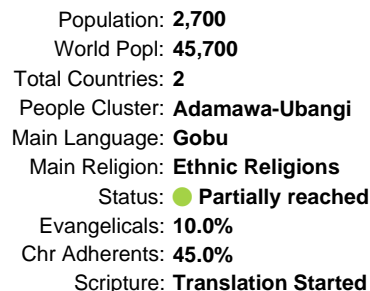 Population: 2,700
World Popl: 45,700
Total Countries: 2
People Cluster: Adamawa-Ubangi
Main Language: Gobu
Main Religion: Ethnic Religions
Status: Partially reached
Evangelicals: 10.0%
Chr Adherents: 45.0%
Scripture: Translation Started